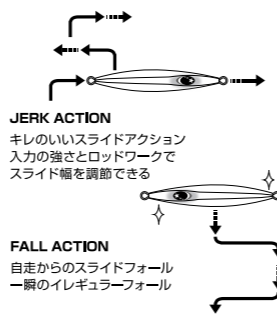 JERK ACTION
キレのいいスライドアクション
入力の強さとロッドワークで
スライド幅を調節できる
FALL ACTION
自走からのスライドフォール
一瞬のイレギュラーフォール